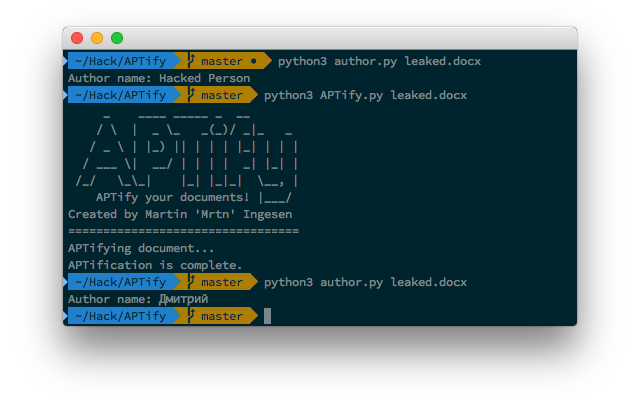 ~/Hack/APTify master ● python3 author.py leaked.docx
Author name: Hacked Person
~/Hack/APTify master python3 APTify.py leaked.docx
APTify
APTify your documents!
Created by Martin 'Mrtn' Ingesen
=================================
APTifying document...
APTification is complete.
~/Hack/APTify master python3 author.py leaked.docx
Author name: Дмитрий
~/Hack/APTify master